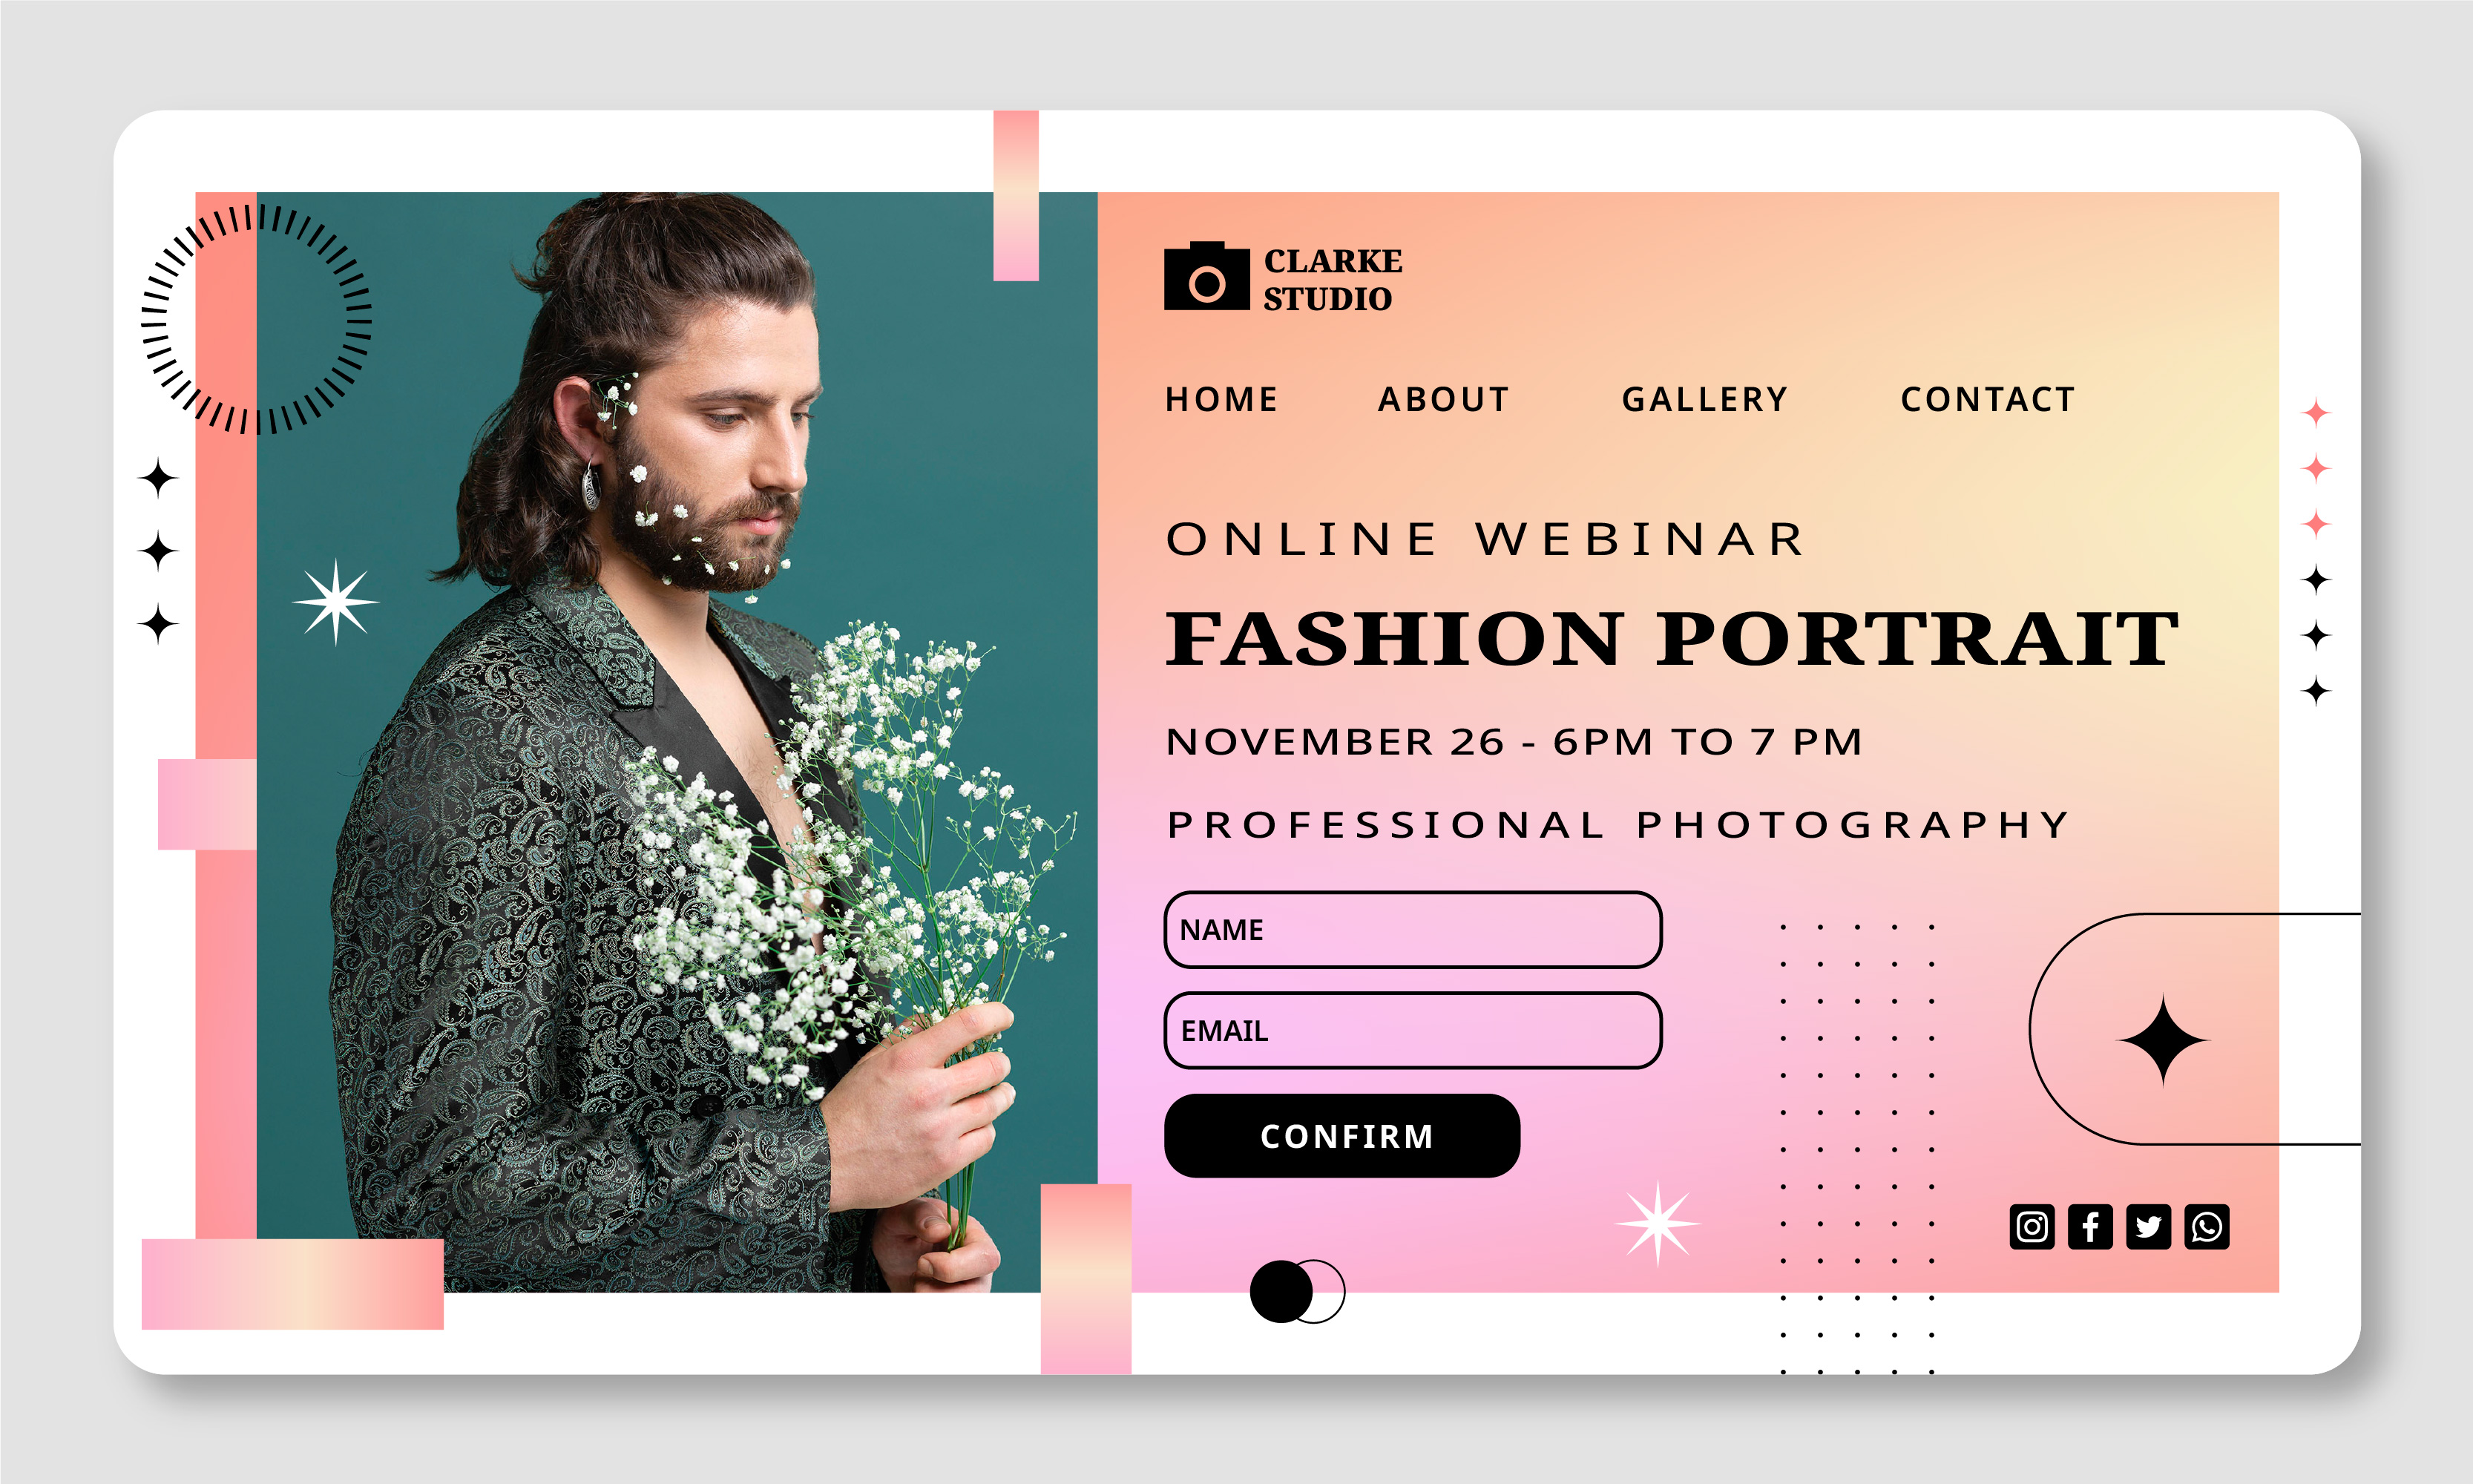 CLARKE
STUDIO
HOME ABOUT GALLERY CONTACT
ONLINE WEBINAR
FASHION PORTRAIT
NOVEMBER 26 - 6PM TO 7 PM
PROFESSIONAL PHOTOGRAPHY
NAME
EMAIL
CONFIRM